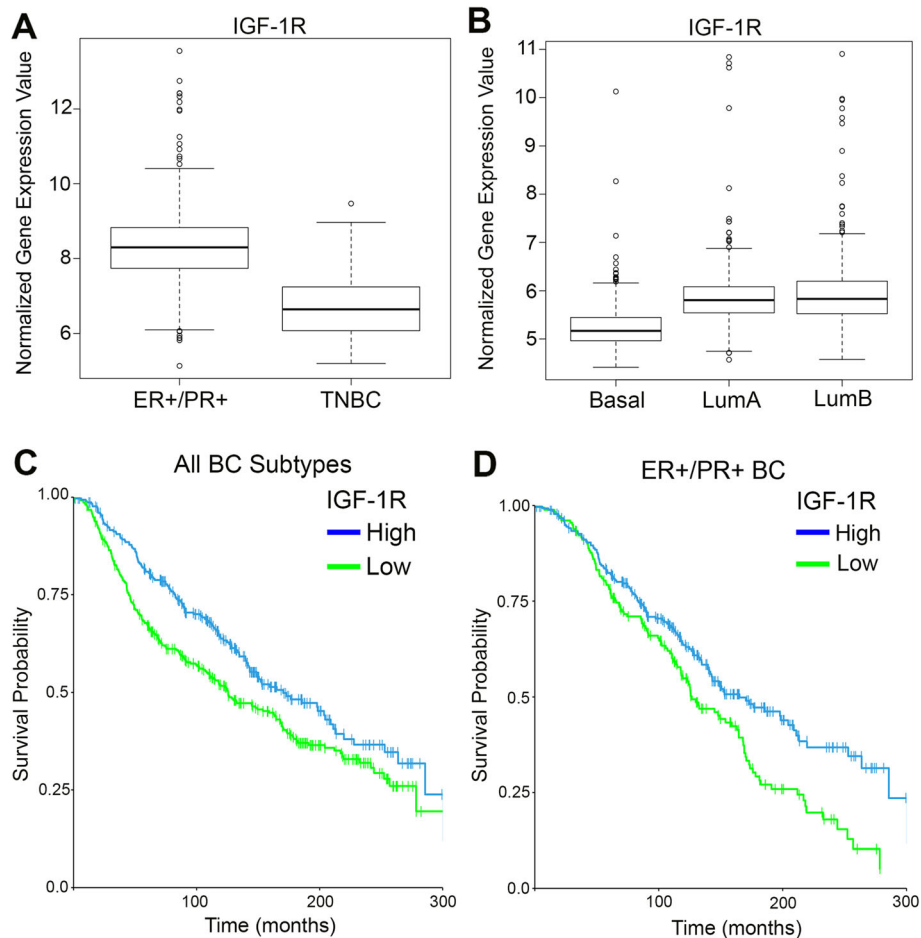 A
IGF-1R
Normalized Gene Expression Value
12
10
8
6
ER+/PR+
TNBC
B
IGF-1R
Normalized Gene Expression Value
11
10
9
8
7
6
5
Basal
LumA
LumB
C
All BC Subtypes
IGF-1R
High
Low
Survival Probability
1.00
0.75
0.5
0.25
0.0
100
200
300
Time (months)
D
ER+/PR+ BC
IGF-1R
High
Low
Survival Probability
1.00
0.75
0.5
0.25
0.0
100
200
300
Time (months)